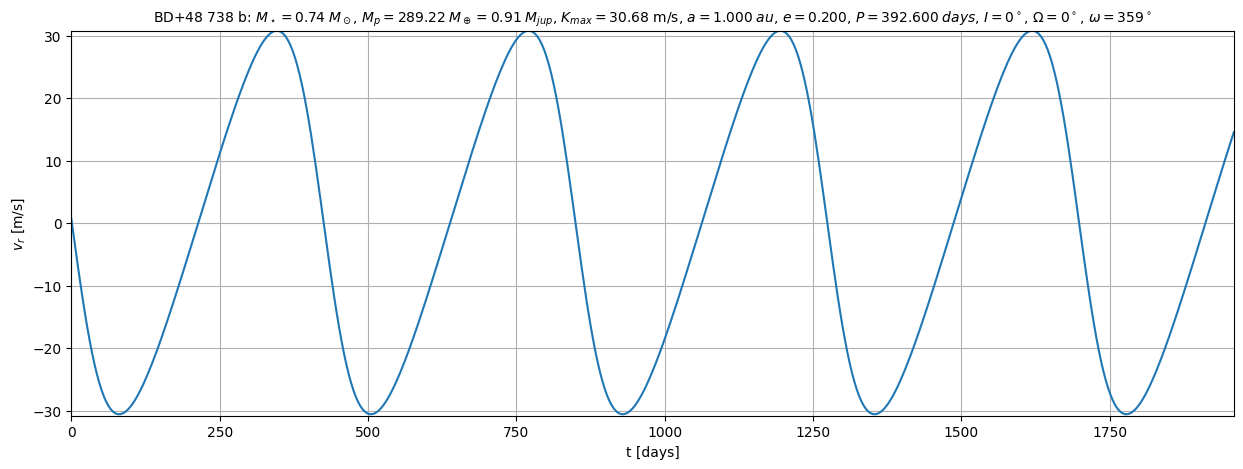 BD+48 738 b: M⋆ = 0.74 M⊙, Mp = 289.22 M⊕ = 0.91 Mjup, Kmax = 30.68 m/s, a = 1.000 au, e = 0.200, P = 392.600 days, I = 0°, Ω = 0°, ω = 359°
30
20
10
0
−10
−20
−30
vr [m/s]
0 250 500 750 1000 1250 1500 1750
t [days]